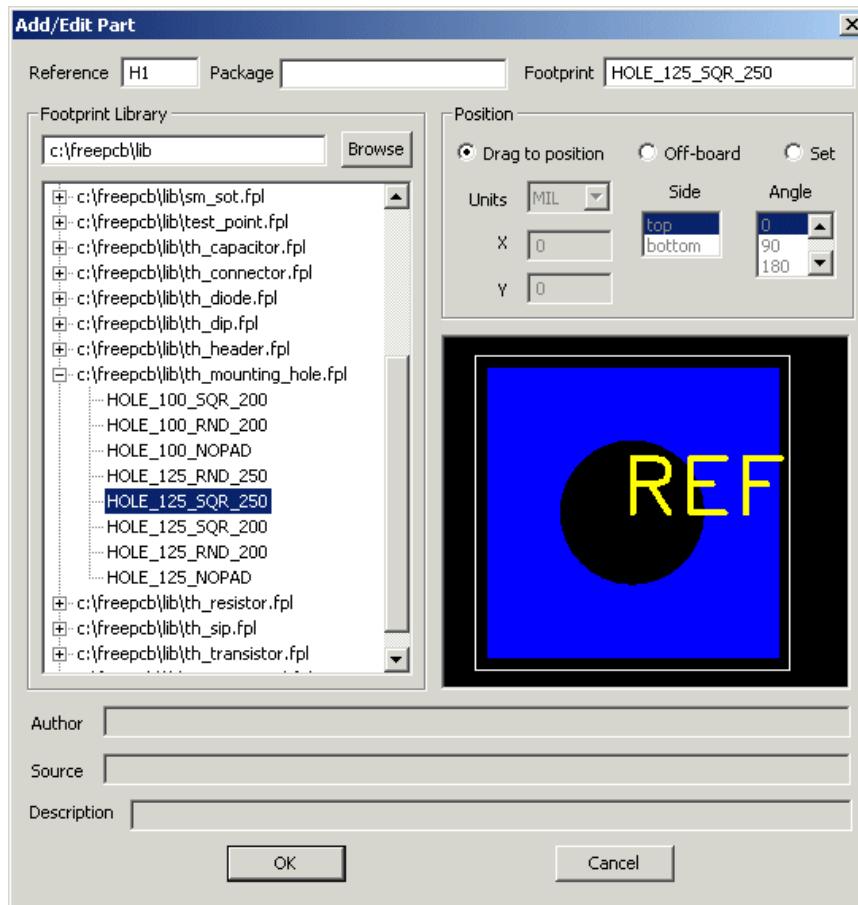 Add/Edit Part
Reference H1 Package Footprint HOLE_125_SQR_250
Footprint Library
c:\freepcb\lib Browse
c:\freepcb\lib\sm_sot.fpl
c:\freepcb\lib\test_point.fpl
c:\freepcb\lib\th_capacitor.fpl
c:\freepcb\lib\th_connector.fpl
c:\freepcb\lib\th_diode.fpl
c:\freepcb\lib\th_dip.fpl
c:\freepcb\lib\th_header.fpl
c:\freepcb\lib\th_mounting_hole.fpl
HOLE_100_SQR_200
HOLE_100_RND_200
HOLE_100_NOPAD
HOLE_125_RND_250
HOLE_125_SQR_250
HOLE_125_SQR_200
HOLE_125_RND_200
HOLE_125_NOPAD
c:\freepcb\lib\th_resistor.fpl
c:\freepcb\lib\th_sip.fpl
c:\freepcb\lib\th_transistor.fpl
Position
Drag to position Off-board Set
Units MIL Side Angle
X 0 top 0
bottom 90
Y 0 180
REF
Author
Source
Description
OK Cancel